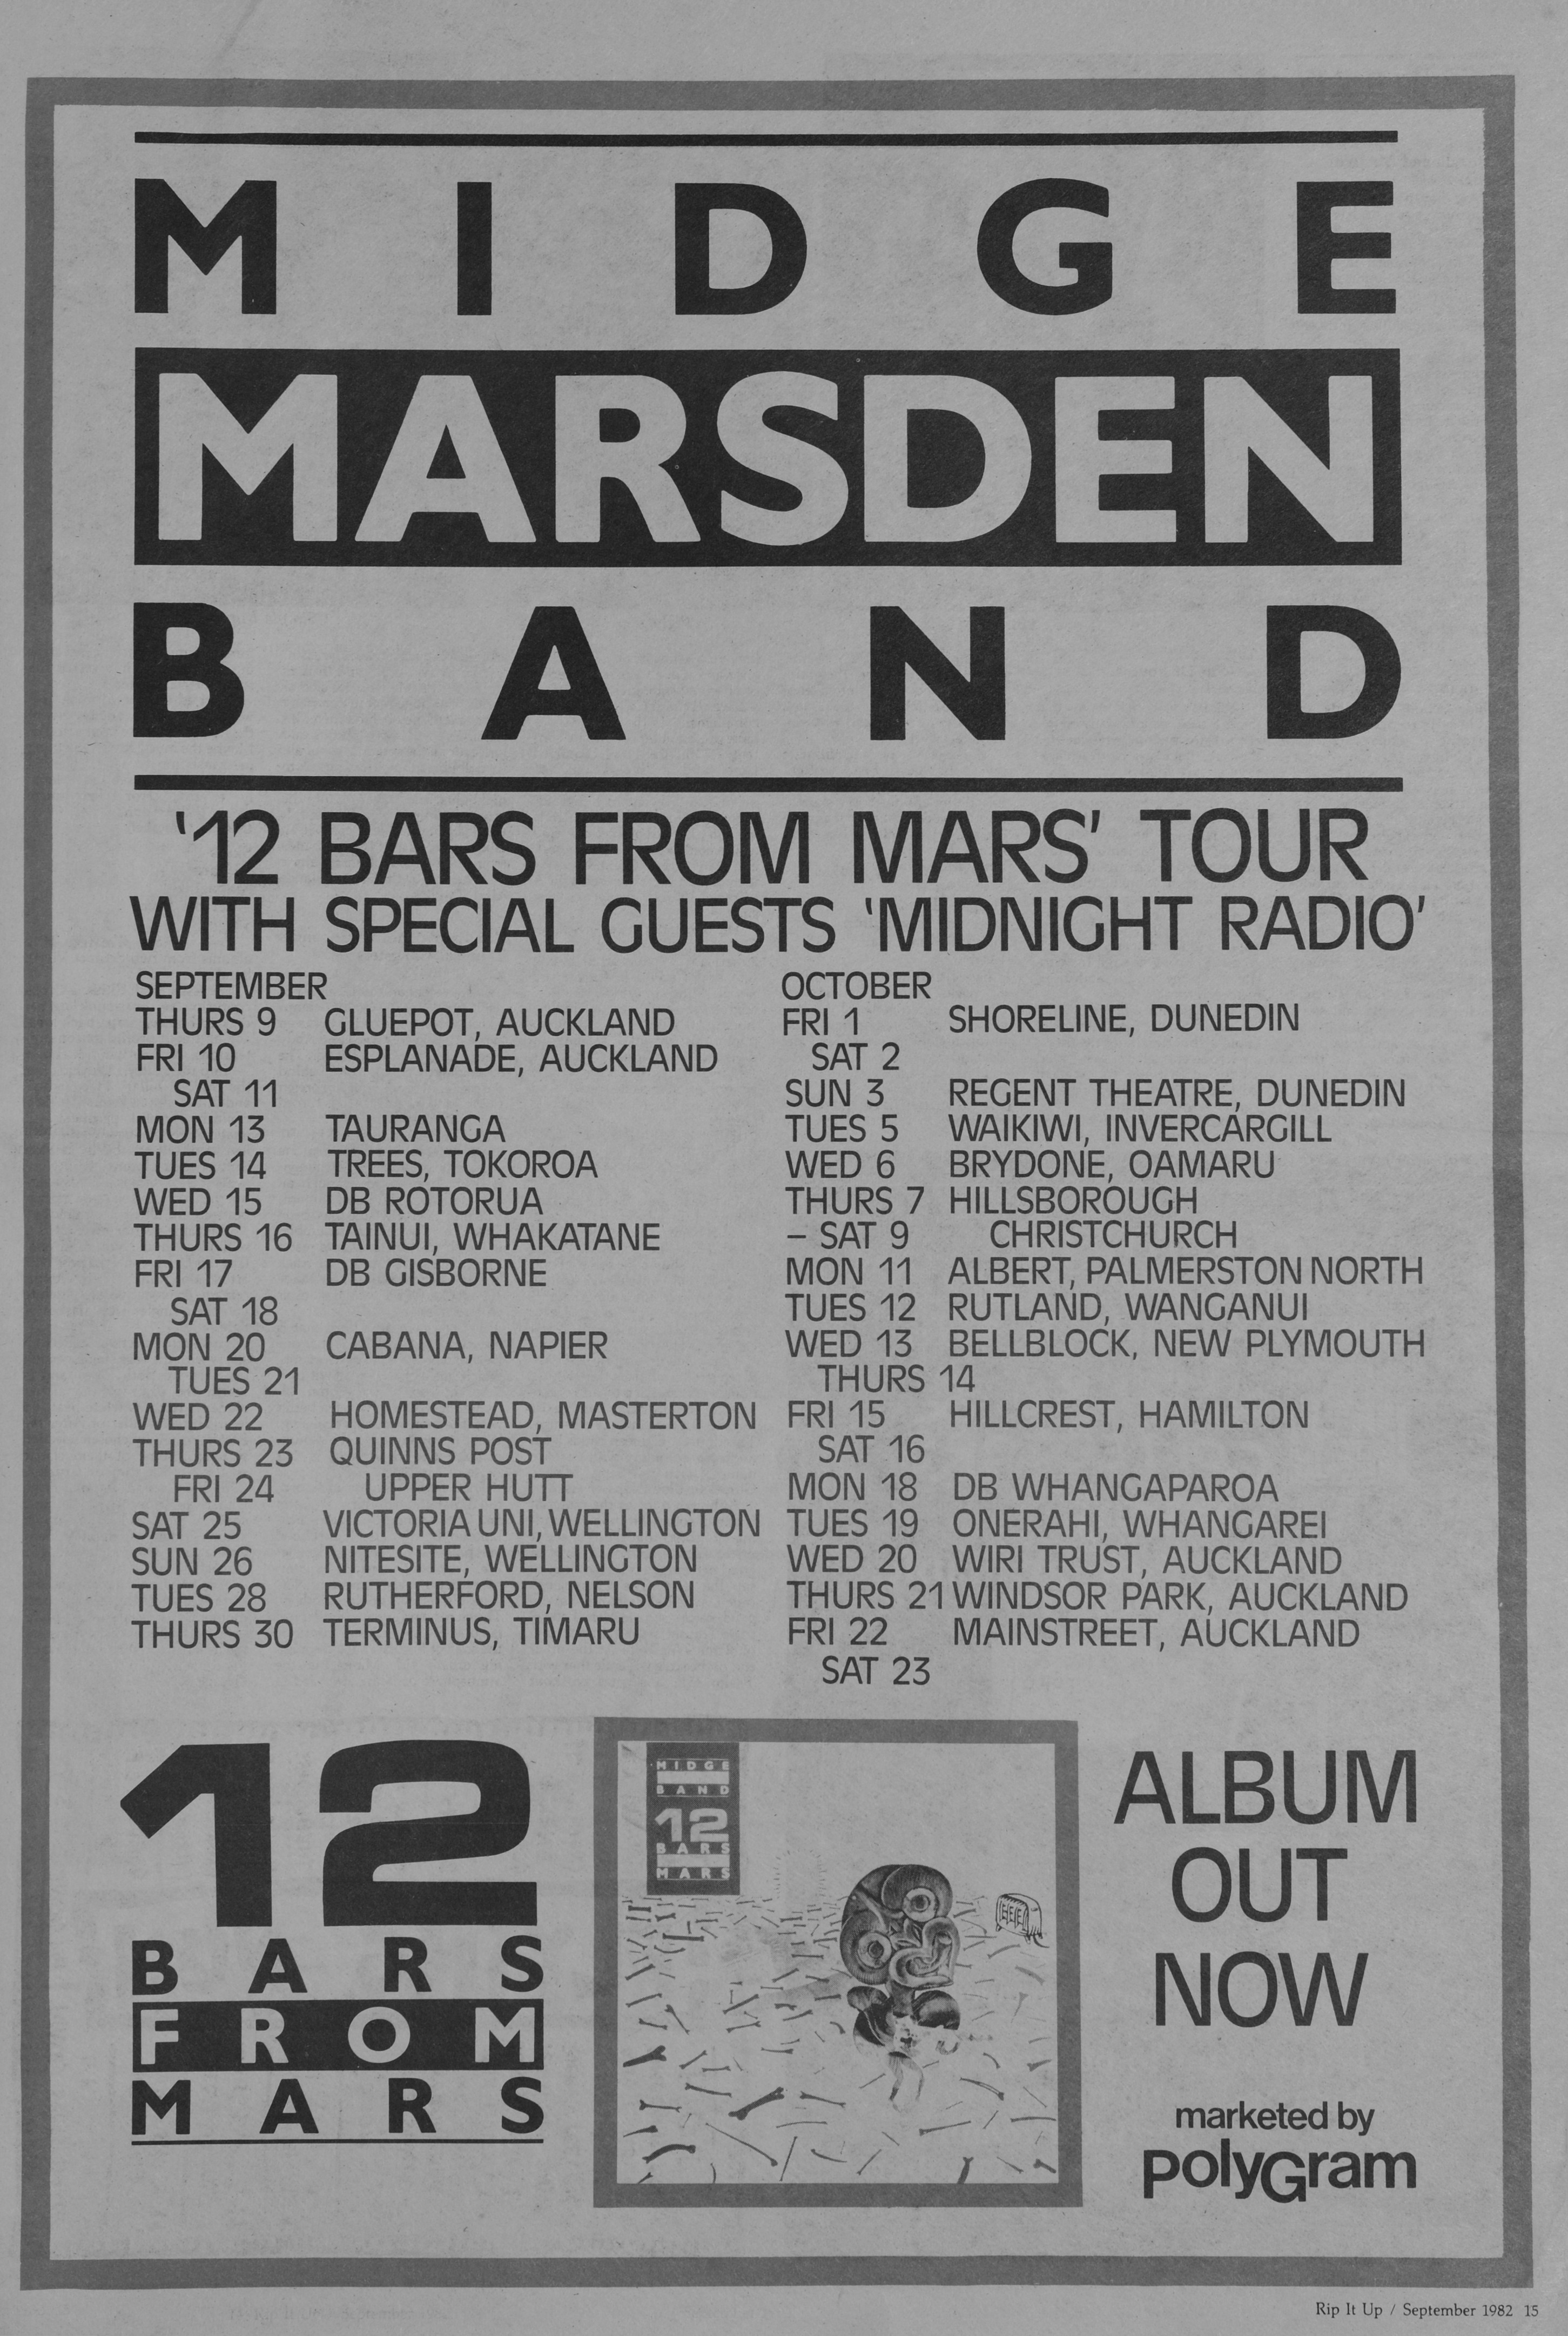 MIDGE
MARSDEN
BAND
'12 BARS FROM MARS' TOUR
WITH SPECIAL GUESTS 'MIDNIGHT RADIO'
SEPTEMBER
THURS 9 GLUEPOT, AUCKLAND
FRI 10 ESPLANADE, AUCKLAND
SAT 11
MON 13 TAURANGA
TUES 14 TREES, TOKOROA
WED 15 DB ROTORUA
THURS 16 TAINUI, WHAKATANE
FRI 17 DB GISBORNE
SAT 18
MON 20 CABANA, NAPIER
TUES 21
WED 22 HOMESTEAD, MASTERTON
THURS 23 QUINNS POST
FRI 24 UPPER HUTT
SAT 25 VICTORIA UNI, WELLINGTON
SUN 26 NITESITE, WELLINGTON
TUES 28 RUTHERFORD, NELSON
THURS 30 TERMINUS, TIMARU
OCTOBER
FRI 1 SHORELINE, DUNEDIN
SAT 2
SUN 3 REGENT THEATRE, DUNEDIN
TUES 5 WAIKIWI, INVERCARGILL
WED 6 BRYDONE, OAMARU
THURS 7 HILLSBOROUGH
– SAT 9 CHRISTCHURCH
MON 11 ALBERT, PALMERSTON NORTH
TUES 12 RUTLAND, WANGANUI
WED 13 BELLBLOCK, NEW PLYMOUTH
THURS 14
FRI 15 HILLCREST, HAMILTON
SAT 16
MON 18 DB WHANGAPAROA
TUES 19 ONERAHI, WHANGAREI
WED 20 WIRI TRUST, AUCKLAND
THURS 21 WINDSOR PARK, AUCKLAND
FRI 22 MAINSTREET, AUCKLAND
SAT 23
12
BARS
FROM
MARS
MIDGE
BAND
12
BARS
MARS
ALBUM
OUT
NOW
marketed by
polyGram
Rip It Up / September 1982 15